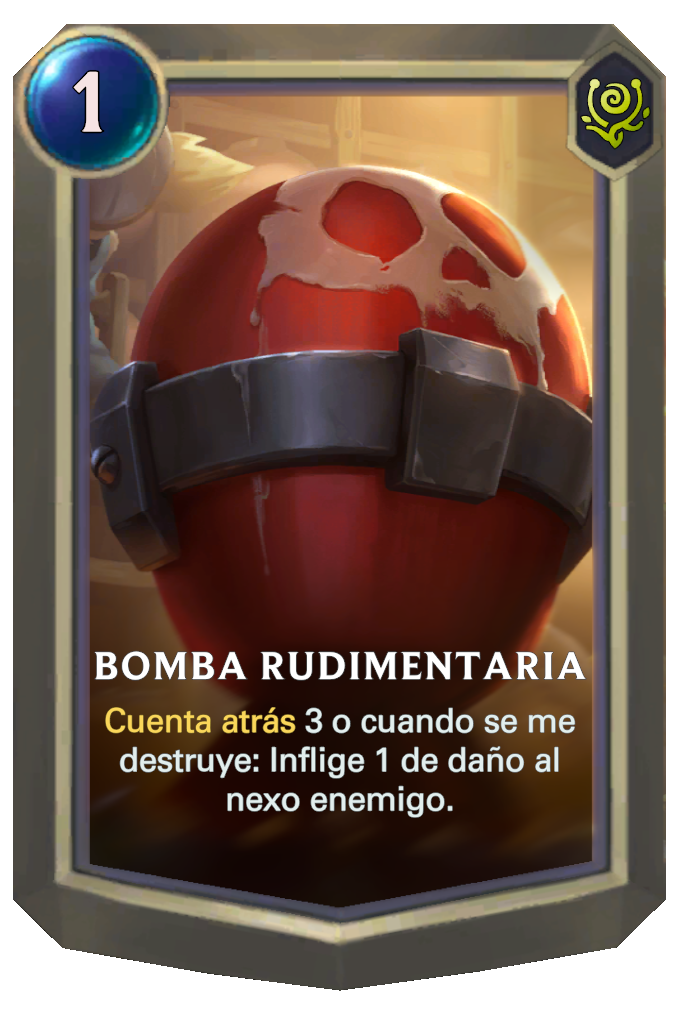 1
BOMBA RUDIMENTARIA
Cuenta atrás 3 o cuando se me
destruye: Inflige 1 de daño al
nexo enemigo.